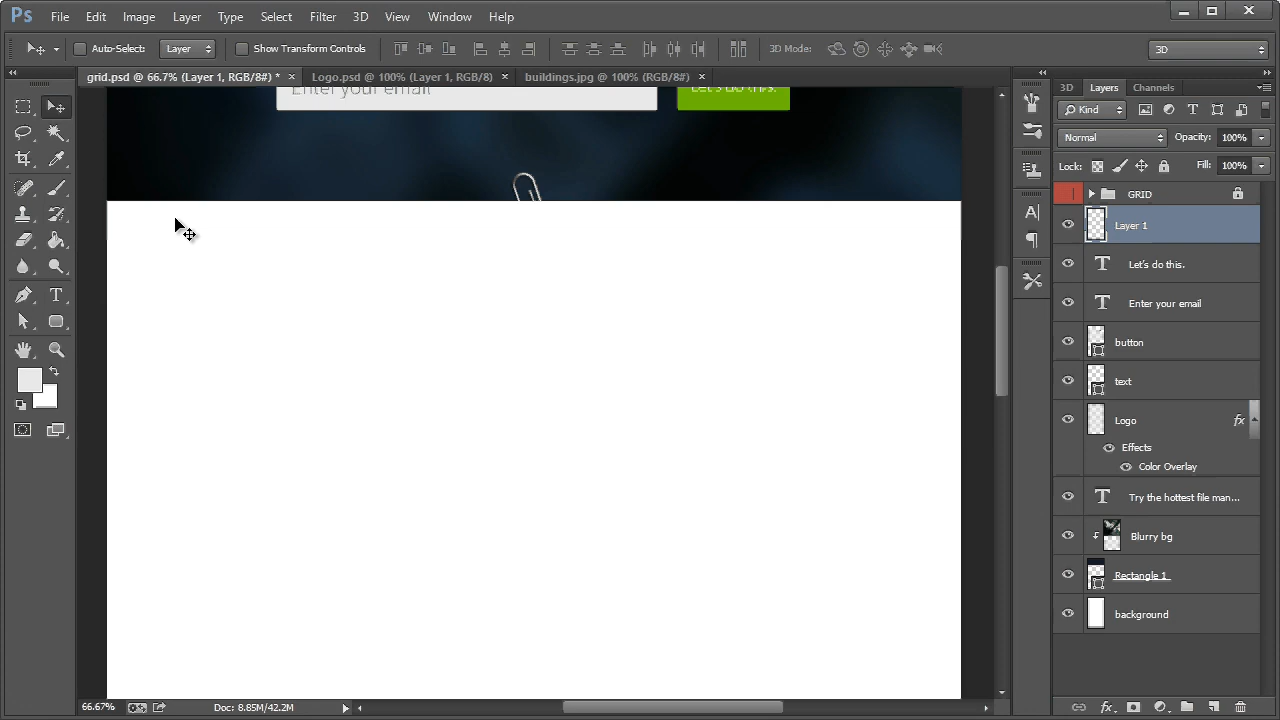 Ps File Edit Image Layer Type Select Filter 3D View Window Help
Auto-Select: Layer Show Transform Controls 3D Mode: 3D
grid.psd @ 66.7% (Layer 1, RGB/8#) * × Logo.psd @ 100% (Layer 1, RGB/8) × buildings.jpg @ 100% (RGB/8#) ×
3D Layers Channels
Enter your email Let's do this.
Kind
Normal Opacity: 100%
Lock: Fill: 100%
GRID
Layer 1
Let's do this.
Enter your email
button
text
Logo fx
Effects
Color Overlay
Try the hottest file man...
Blurry bg
Rectangle 1
background
66.67% Doc: 8.85M/42.2M